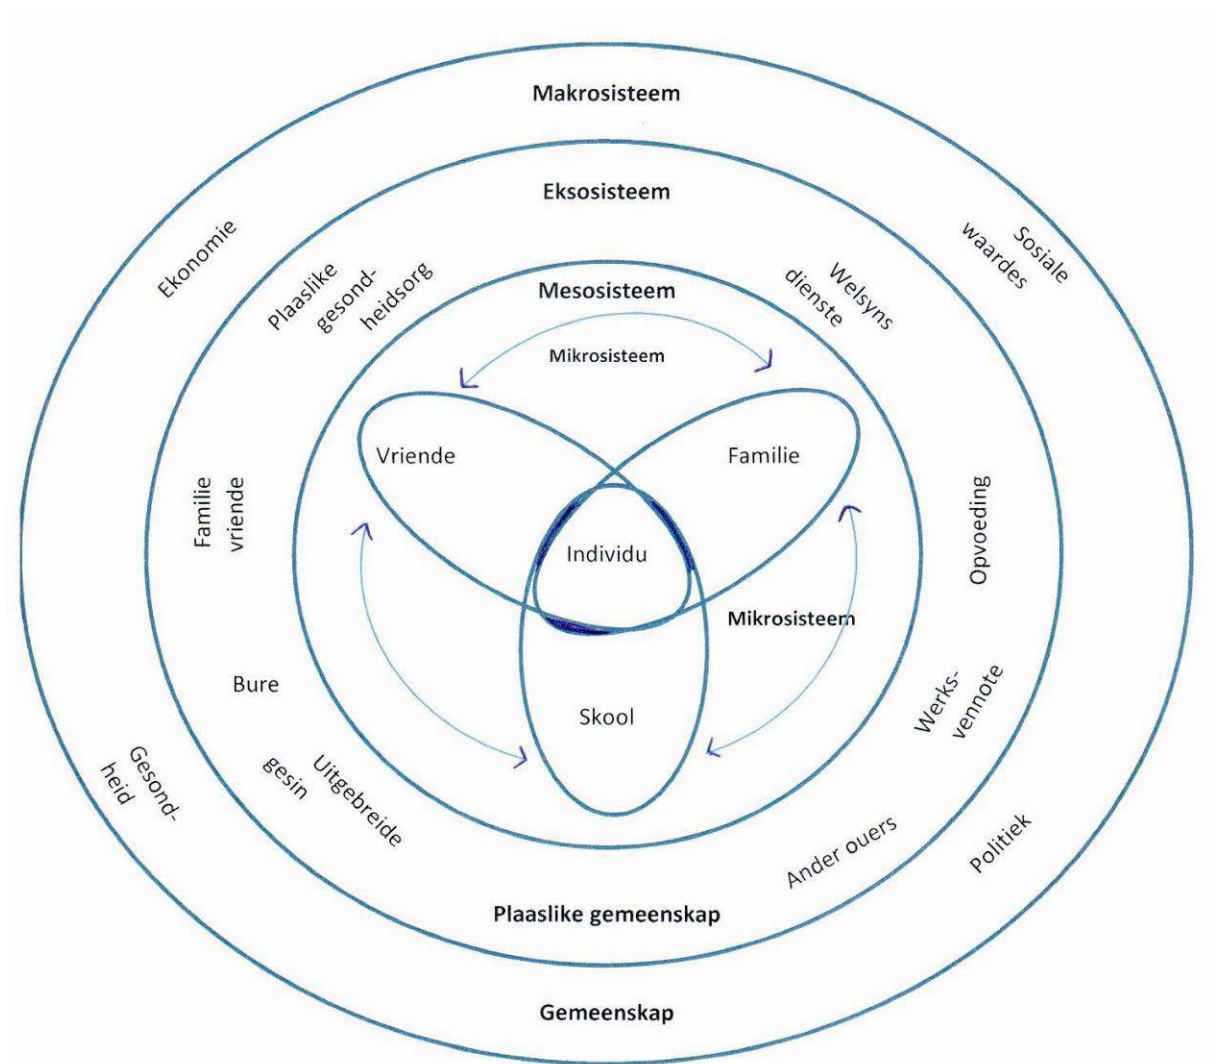 Makrosisteem
Eksosisteem
Ekonomie
Plaaslike
gesond-
heidsorg
Mesosisteem
Welsyns
dienste
Sosiale
waardes
Mikrosisteem
Vriende
Familie
Familie
vriende
Individu
Opvoeding
Mikrosisteem
Bure
Skool
Werks-
vennote
Gesond-
heid
Uitgebreide
gesin
Ander ouers
Politiek
Plaaslike gemeenskap
Gemeenskap